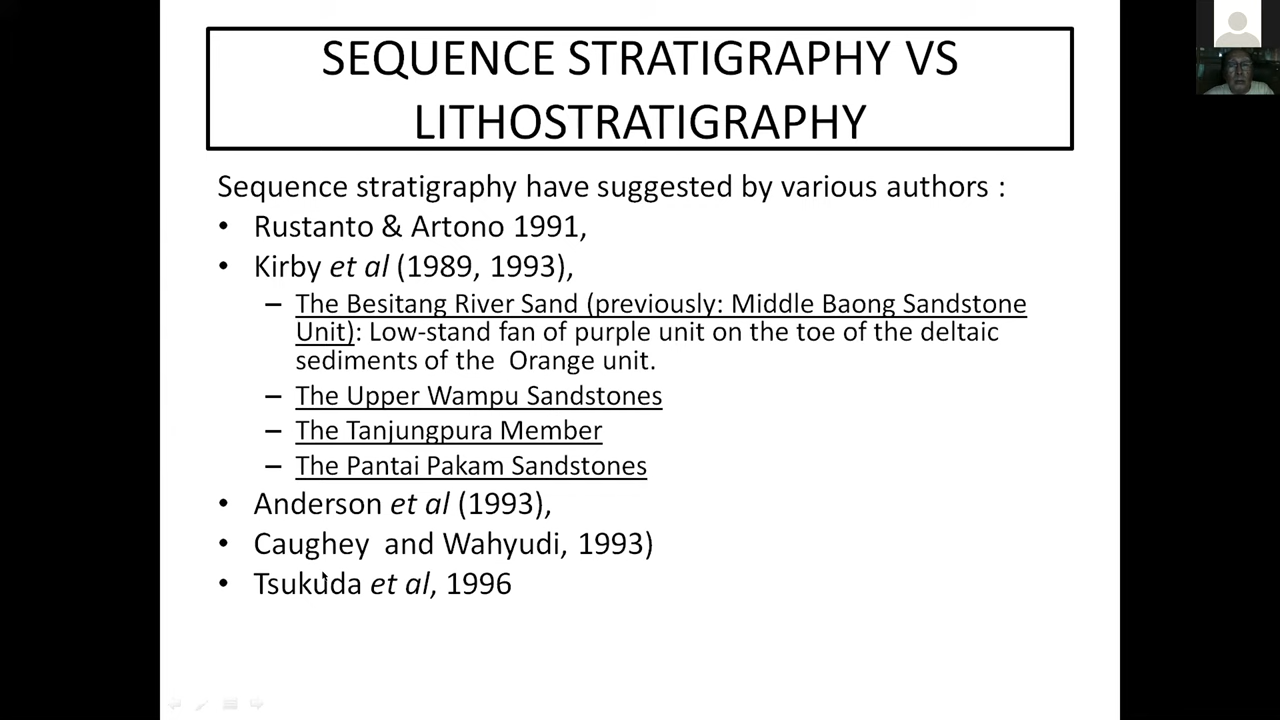 SEQUENCE STRATIGRAPHY VS
LITHOSTRATIGRAPHY
Sequence stratigraphy have suggested by various authors :
• Rustanto & Artono 1991,
• Kirby et al (1989, 1993),
– The Besitang River Sand (previously: Middle Baong Sandstone
Unit): Low-stand fan of purple unit on the toe of the deltaic
sediments of the Orange unit.
– The Upper Wampu Sandstones
– The Tanjungpura Member
– The Pantai Pakam Sandstones
• Anderson et al (1993),
• Caughey and Wahyudi, 1993)
• Tsukuda et al, 1996